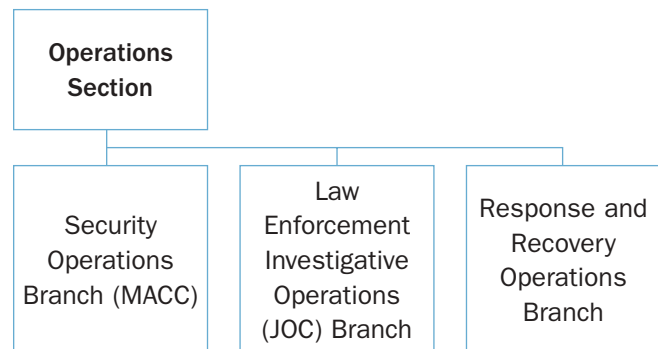 Operations
Section
Security
Operations
Branch (MACC)
Law
Enforcement
Investigative
Operations
(JOC) Branch
Response and
Recovery
Operations
Branch